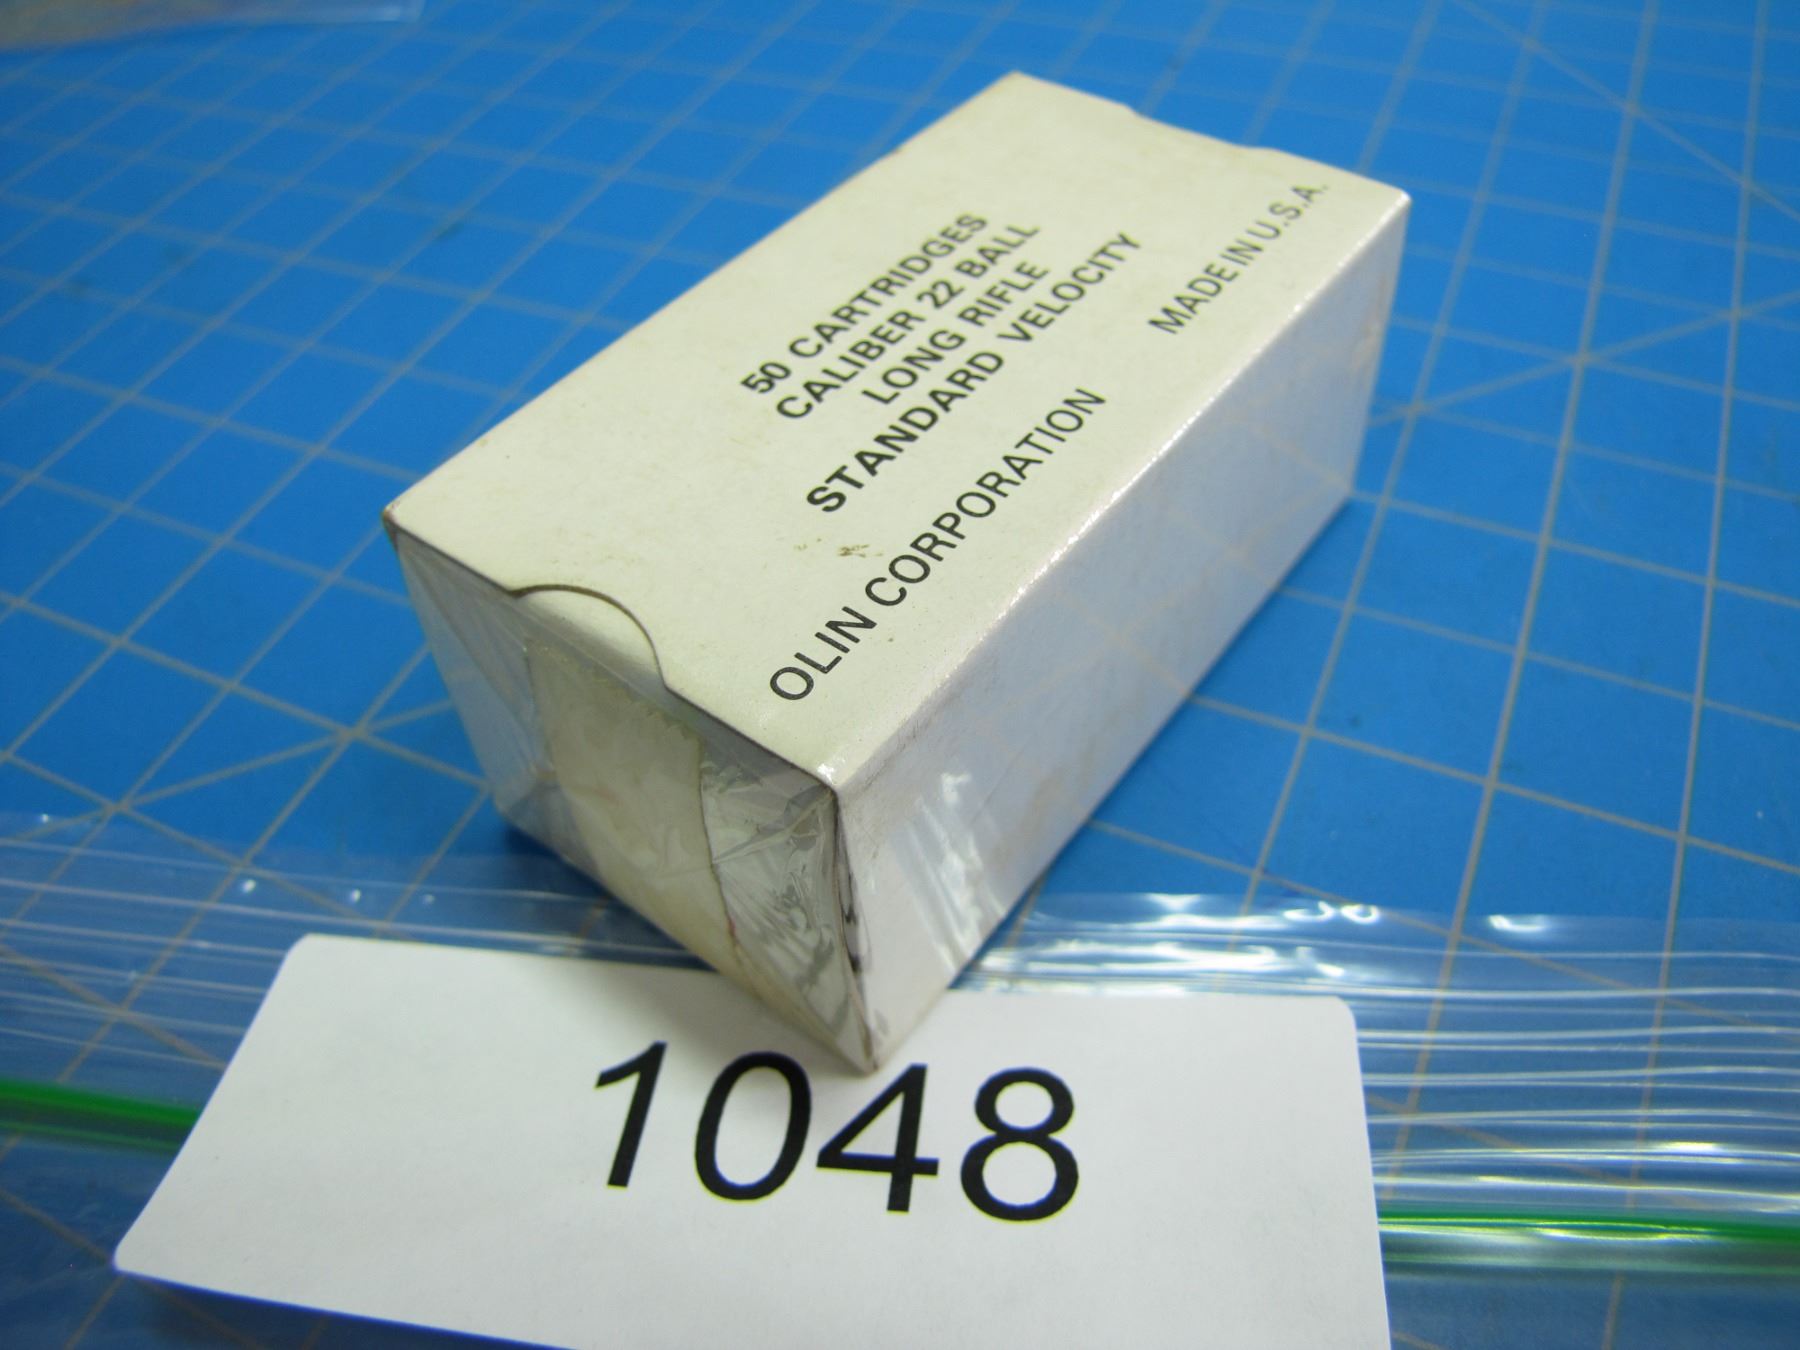 50 CARTRIDGES
CALIBER 22 BALL
LONG RIFLE
STANDARD VELOCITY
OLIN CORPORATION
MADE IN U.S.A.
1048